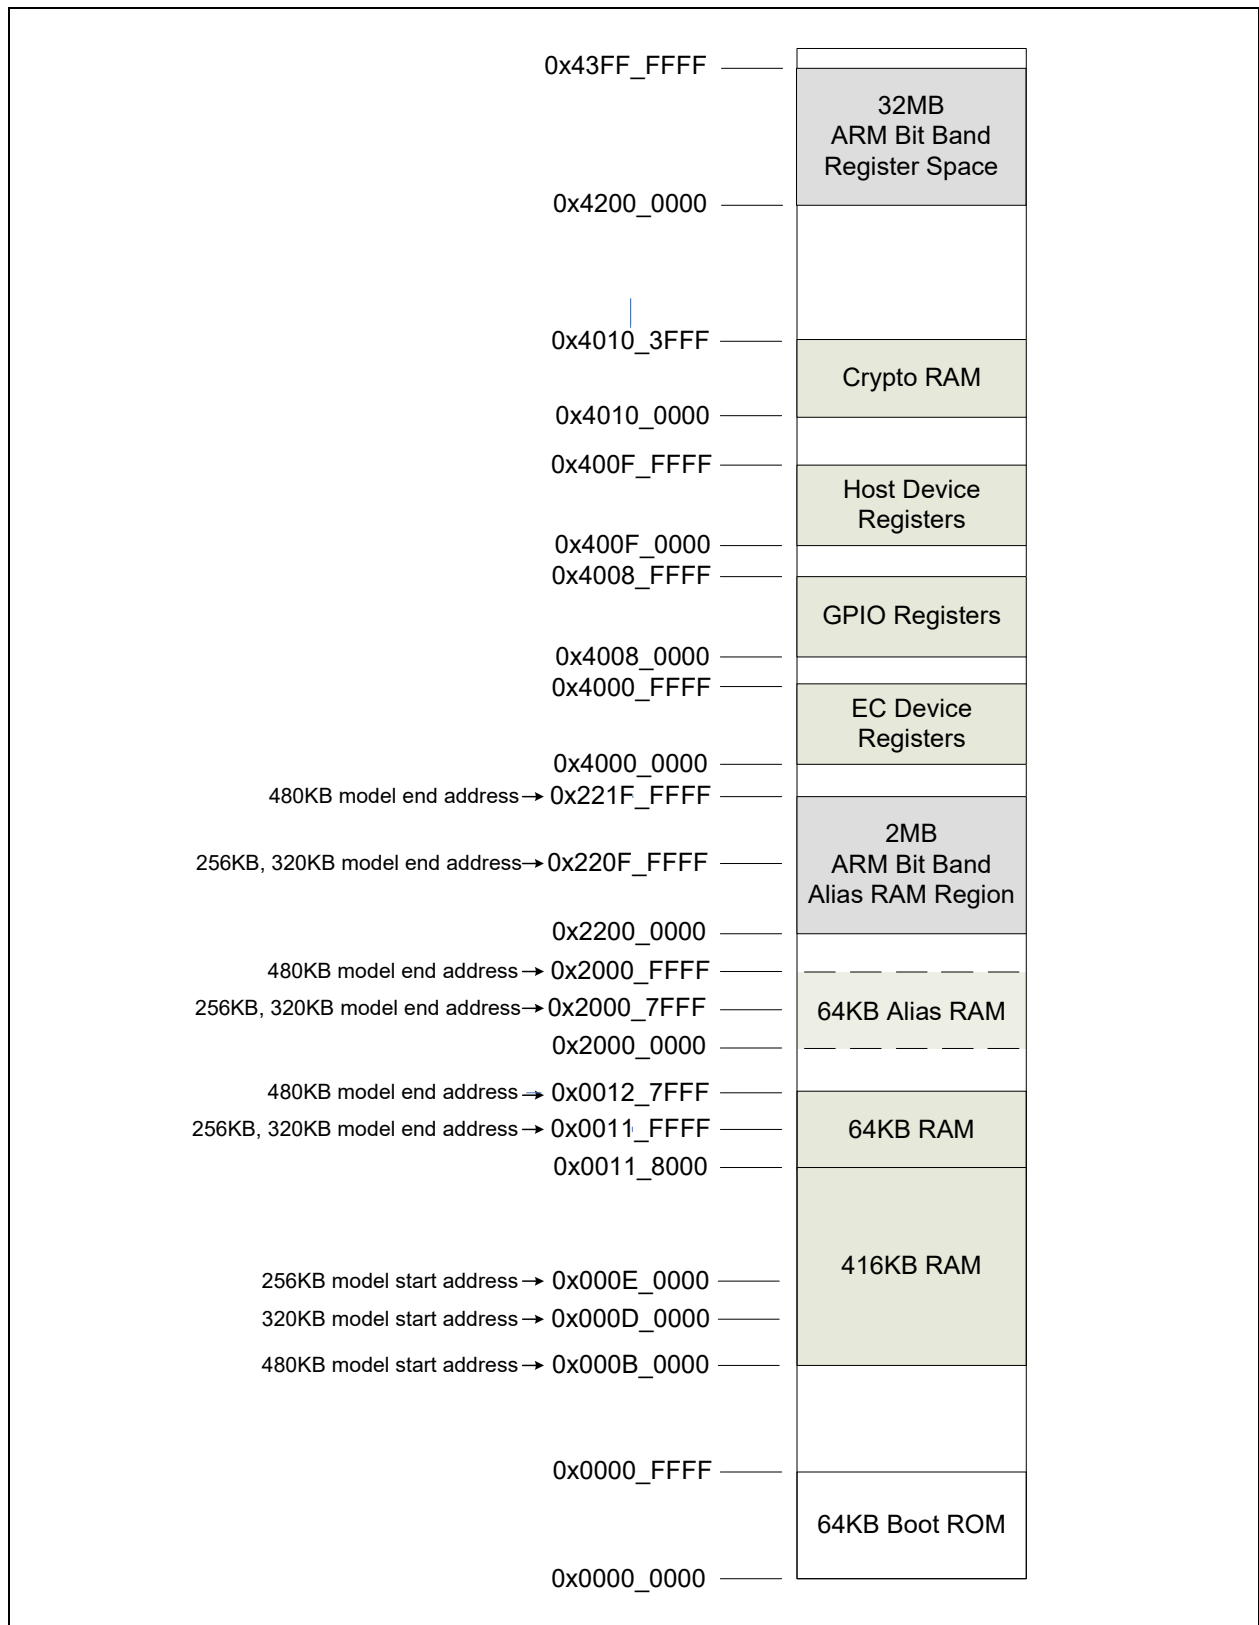 0x43FF_FFFF
32MB
ARM Bit Band
Register Space
0x4200_0000
0x4010_3FFF
Crypto RAM
0x4010_0000
0x400F_FFFF
Host Device
Registers
0x400F_0000
0x4008_FFFF
GPIO Registers
0x4008_0000
0x4000_FFFF
EC Device
Registers
0x4000_0000
480KB model end address 0x221F_FFFF
2MB
ARM Bit Band
Alias RAM Region
256KB, 320KB model end address 0x220F_FFFF
0x2200_0000
480KB model end address 0x2000_FFFF
256KB, 320KB model end address 0x2000_7FFF
64KB Alias RAM
0x2000_0000
480KB model end address 0x0012_7FFF
256KB, 320KB model end address 0x0011_FFFF
64KB RAM
0x0011_8000
416KB RAM
256KB model start address 0x000E_0000
320KB model start address 0x000D_0000
480KB model start address 0x000B_0000
0x0000_FFFF
64KB Boot ROM
0x0000_0000